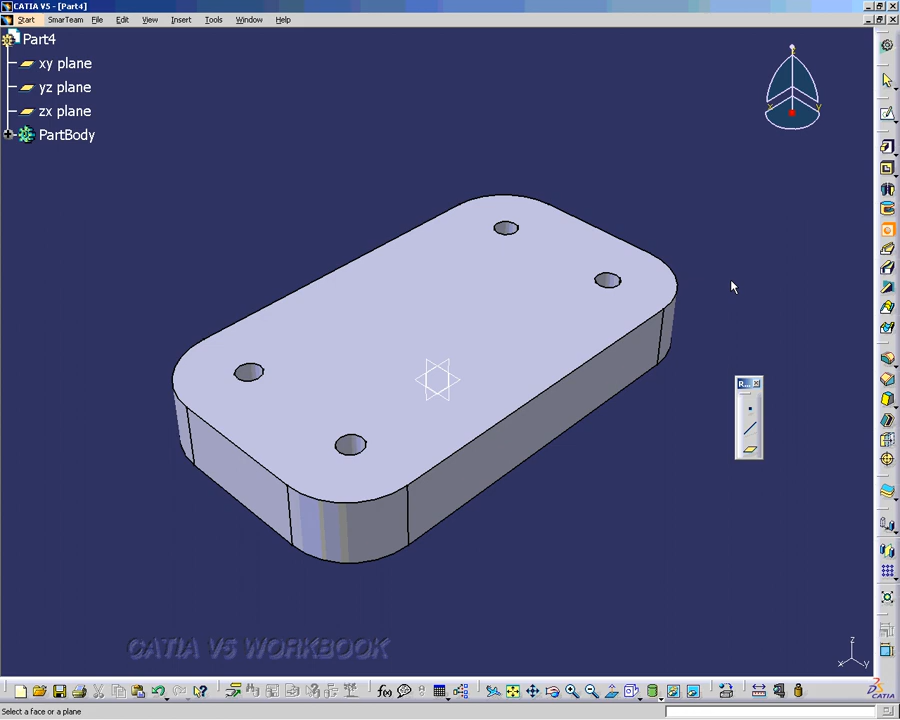 CATIA V5 - [Part4]
Start SmarTeam File Edit View Insert Tools Window Help
Part4
xy plane
yz plane
zx plane
PartBody
R...
CATIA V5 WORKBOOK
z
x y
f(x)
CATIA
Select a face or a plane